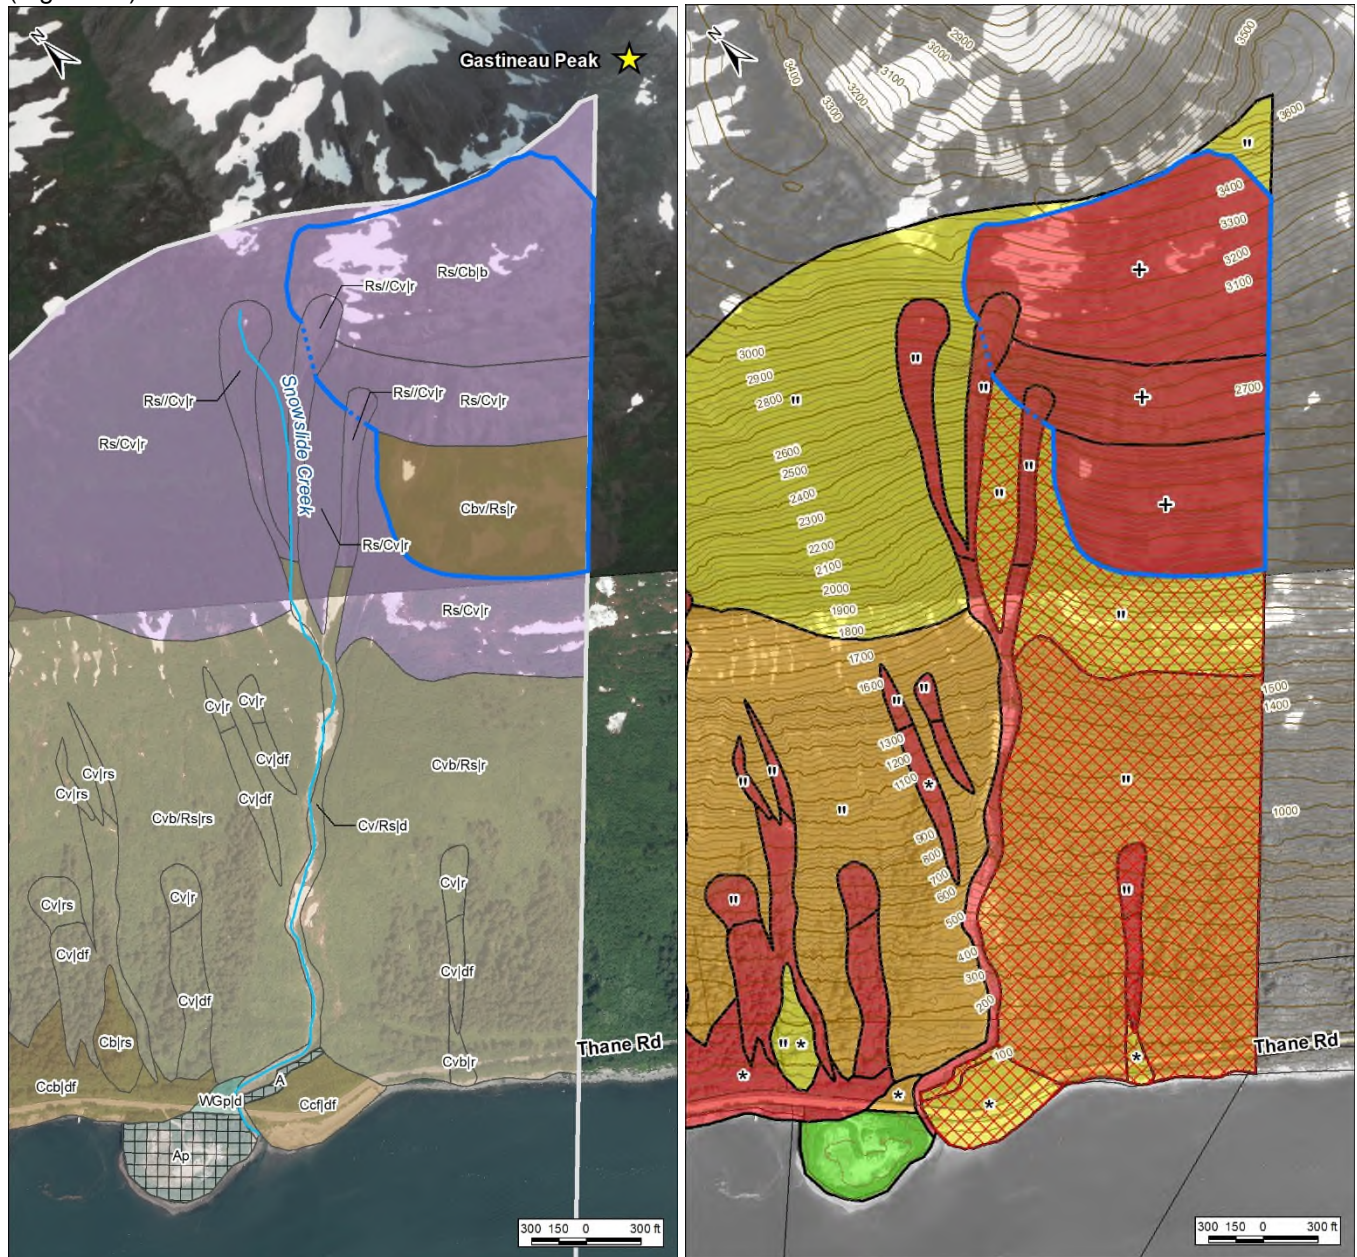 N
Gastineau Peak
Rs/Cb|b
Rs//Cv|r
Rs//Cv|r
Rs//Cv|r
Rs/Cv|r
Rs/Cv|r
Snowslide Creek
Cbv/Rs|r
Rs/Cv|r
Rs/Cv|r
Cv|r
Cv|r
Cv|df
Cvb/Rs|r
Cv|rs
Cv|rs
Cv|df
Cvb/Rs|rs
Cv/Rs|d
Cv|r
Cv|r
Cv|rs
Cv|df
Cv|df
Cv|df
Cb|rs
Thane Rd
Cvb|r
Ccb|df
A
WGp|d
Ccf|df
Ap
300 150 0 300 ft
N
3500
2900
3000
3100
3400
3200
3300
3600
"
3400
3300
3200
+
3100
"
3000
2900
2800 "
"
"
2700
+
2600
2500
2400
2300
"
"
+
2200
2100
2000
1900
1800
"
1700
1600
"
"
1500
1400
1300
1200
1100
"
"
*
"
"
1000
900
800
700
600
500
"
"
400
300
200
100
Thane Rd
" *
*
*
*
*
300 150 0 300 ft